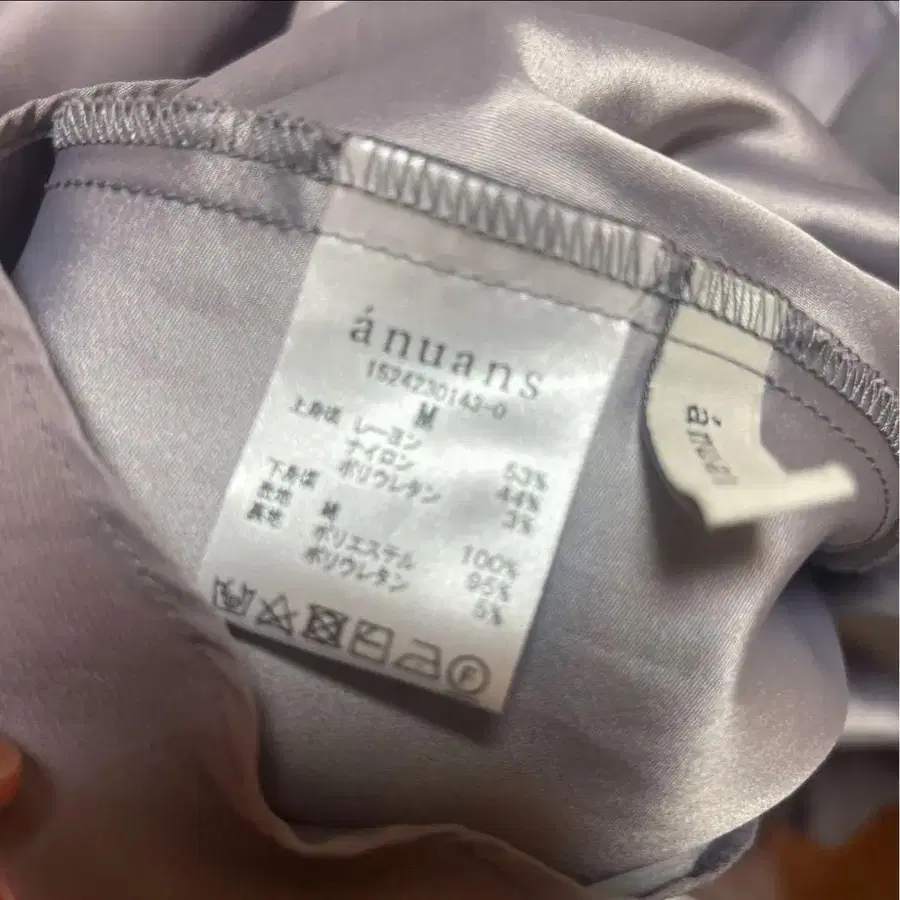 ánuans
1524230143-0
M
上身頃 レーヨン 53%
ナイロン 44%
ポリウレタン 3%
下身頃
表地 綿 100%
裏地 ポリエステル 95%
ポリウレタン 5%
F